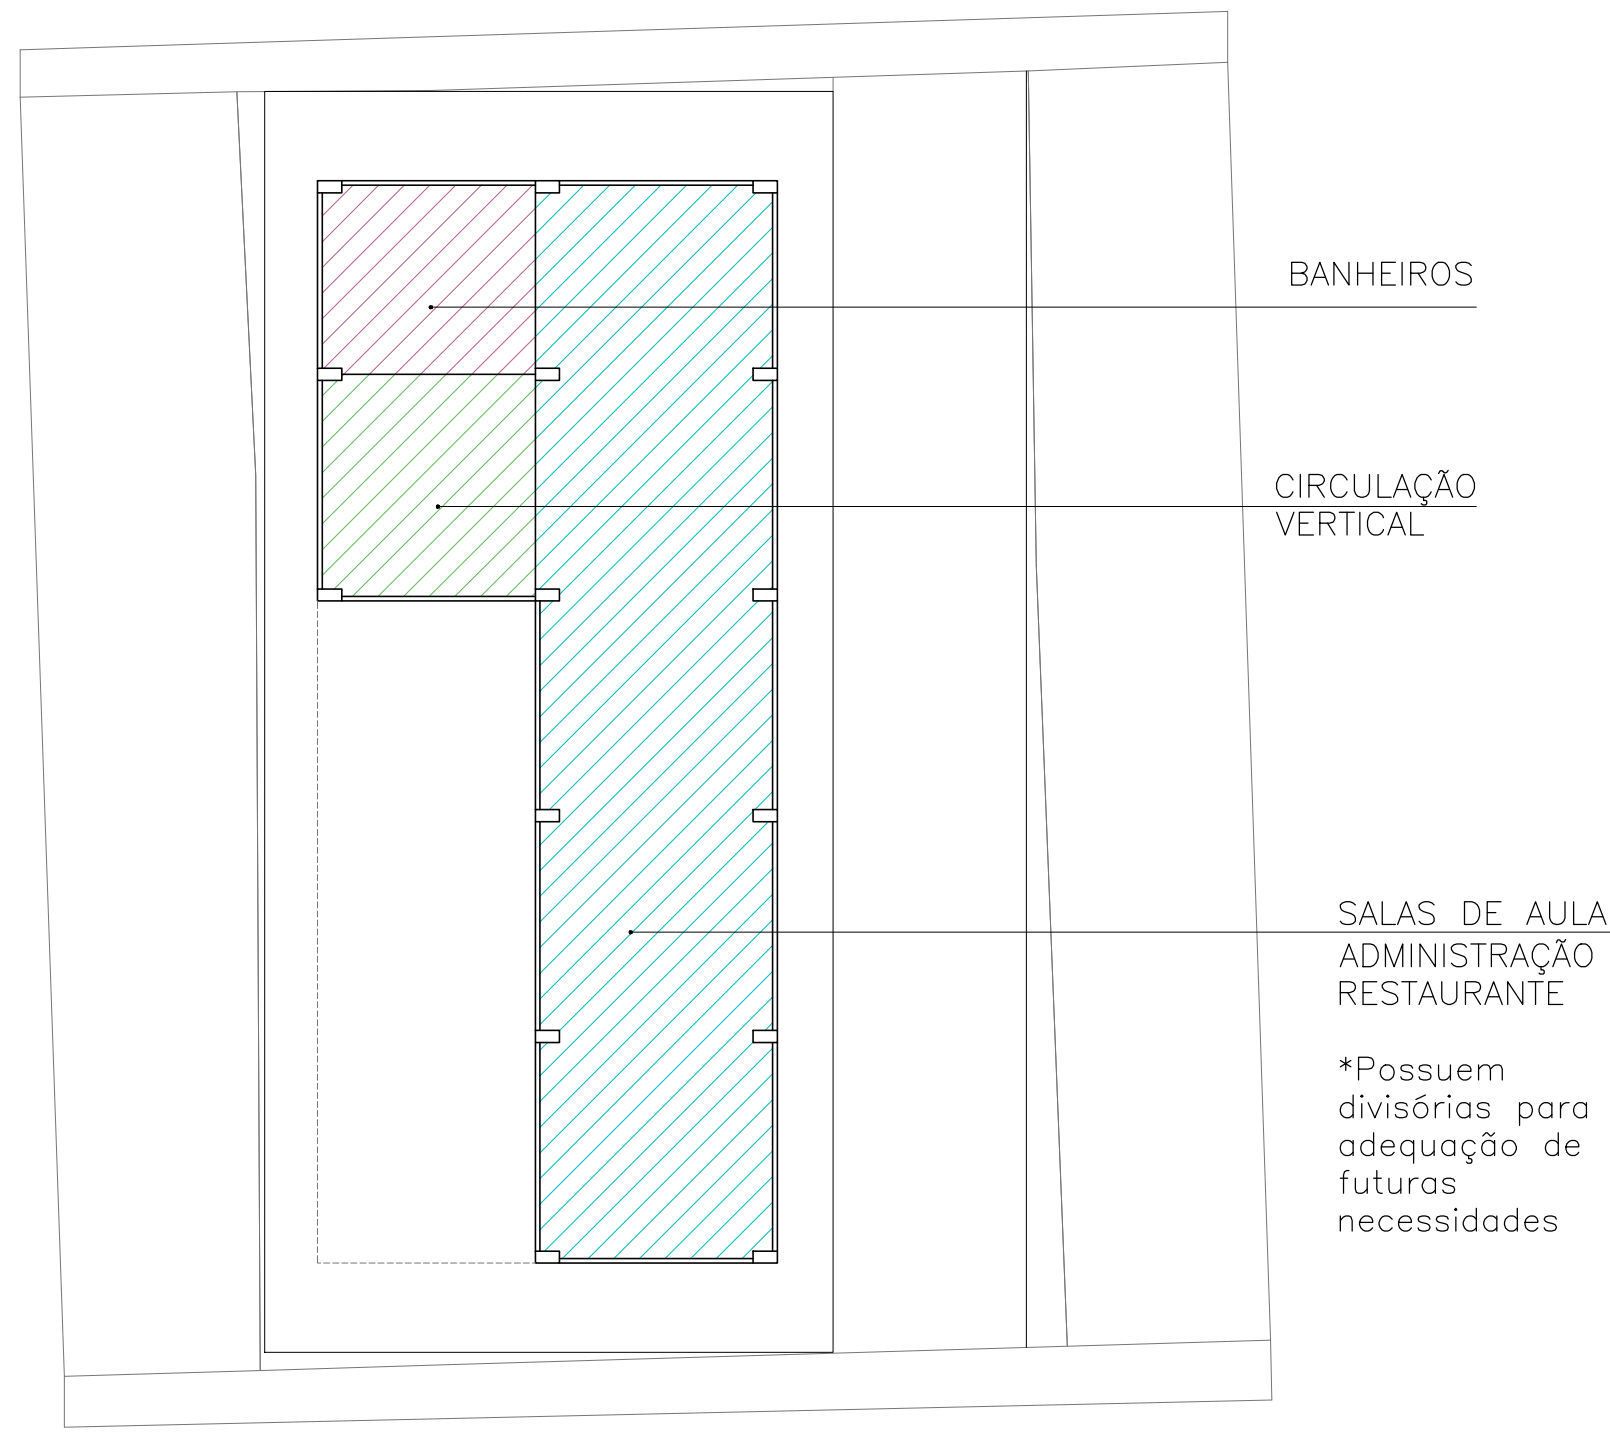 BANHEIROS
CIRCULAÇÃO
VERTICAL
SALAS DE AULA
ADMINISTRAÇÃO
RESTAURANTE
*Possuem
divisórias para
adequação de
futuras
necessidades